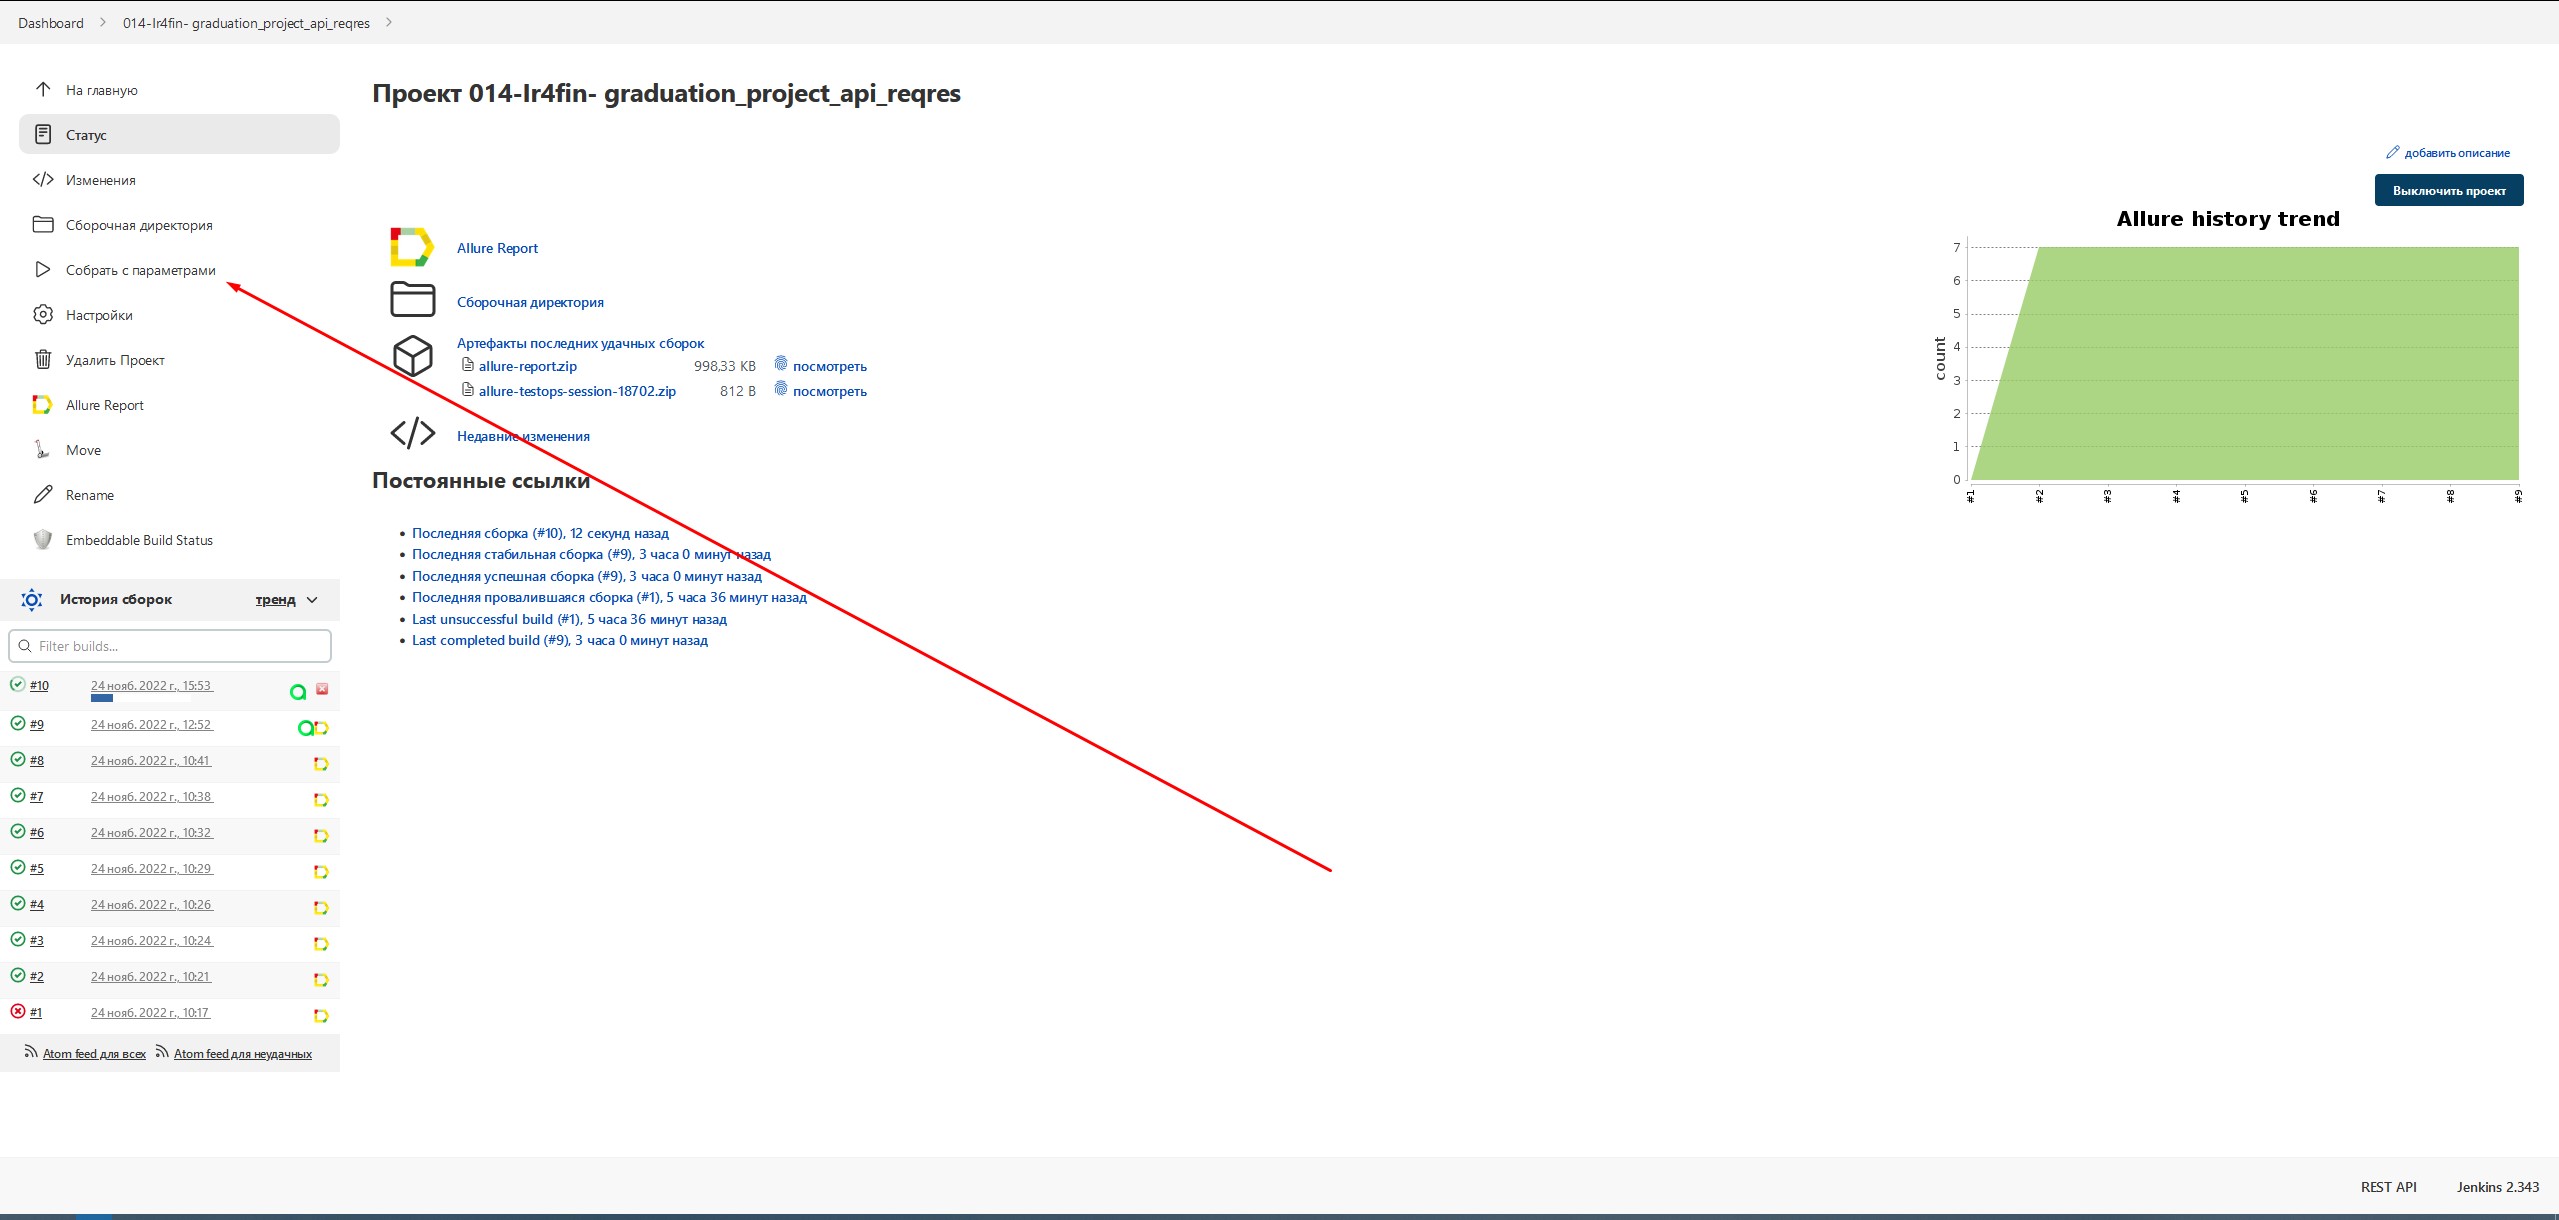 Dashboard
014-Ir4fin- graduation_project_api_reqres
На главную
Статус
Изменения
Сборочная директория
Собрать с параметрами
Настройки
Удалить Проект
Allure Report
Move
Rename
Embeddable Build Status
История сборок тренд
Filter builds...
#10 24 нояб. 2022 г., 15:53
#9 24 нояб. 2022 г., 12:52
#8 24 нояб. 2022 г., 10:41
#7 24 нояб. 2022 г., 10:38
#6 24 нояб. 2022 г., 10:32
#5 24 нояб. 2022 г., 10:29
#4 24 нояб. 2022 г., 10:26
#3 24 нояб. 2022 г., 10:24
#2 24 нояб. 2022 г., 10:21
#1 24 нояб. 2022 г., 10:17
Atom feed для всех Atom feed для неудачных
Проект 014-Ir4fin- graduation_project_api_reqres
добавить описание
Выключить проект
Allure Report
Сборочная директория
Артефакты последних удачных сборок
allure-report.zip 998,33 KB посмотреть
allure-testops-session-18702.zip 812 B посмотреть
Недавние изменения
Постоянные ссылки
Последняя сборка (#10), 12 секунд назад
Последняя стабильная сборка (#9), 3 часа 0 минут назад
Последняя успешная сборка (#9), 3 часа 0 минут назад
Последняя провалившаяся сборка (#1), 5 часа 36 минут назад
Last unsuccessful build (#1), 5 часа 36 минут назад
Last completed build (#9), 3 часа 0 минут назад
Allure history trend
count
7
6
5
4
3
2
1
0
#1 #2 #3 #4 #5 #6 #7 #8 #9
REST API
Jenkins 2.343